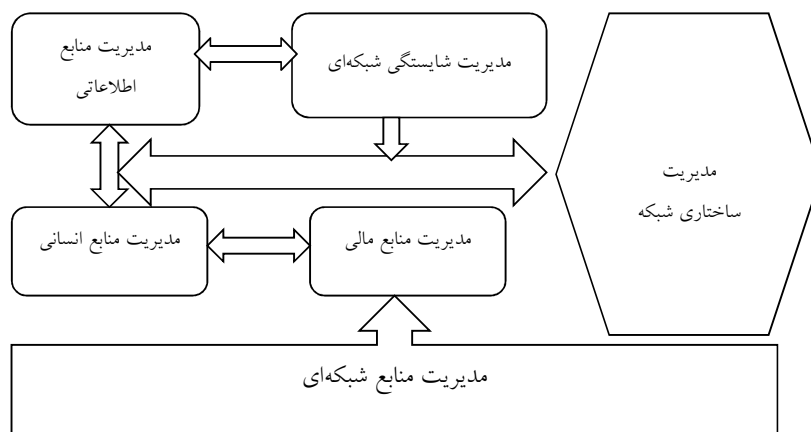 مدیریت شایستگی شبکه‌ای
مدیریت منابع
اطلاعاتی
مدیریت
ساختاری شبکه
مدیریت منابع مالی
مدیریت منابع انسانی
مدیریت منابع شبکه‌ای